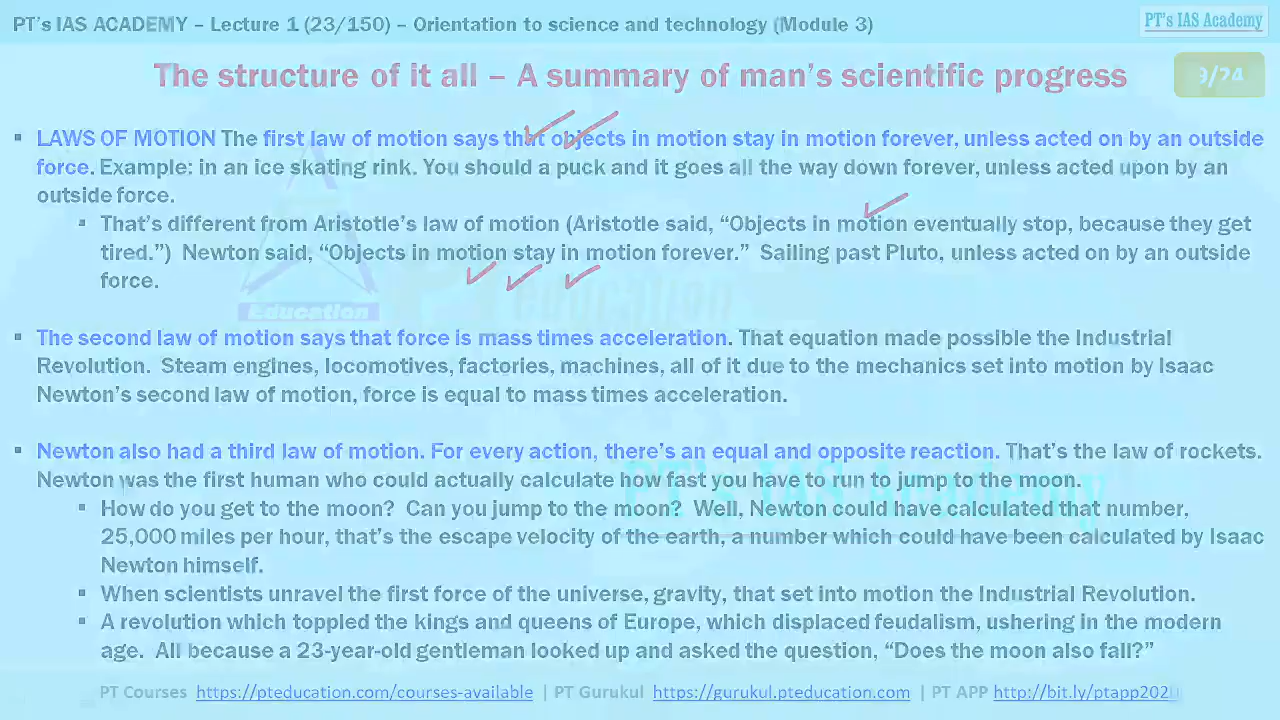 PT's IAS ACADEMY – Lecture 1 (23/150) – Orientation to science and technology (Module 3)
PT's IAS Academy
The structure of it all – A summary of man's scientific progress
9/24
▪ LAWS OF MOTION The first law of motion says that objects in motion stay in motion forever, unless acted on by an outside
force. Example: in an ice skating rink. You should a puck and it goes all the way down forever, unless acted upon by an
outside force.
▪ That's different from Aristotle's law of motion (Aristotle said, “Objects in motion eventually stop, because they get
tired.”) Newton said, “Objects in motion stay in motion forever.” Sailing past Pluto, unless acted on by an outside
force.
Education
PT education
▪ The second law of motion says that force is mass times acceleration. That equation made possible the Industrial
Revolution. Steam engines, locomotives, factories, machines, all of it due to the mechanics set into motion by Isaac
Newton's second law of motion, force is equal to mass times acceleration.
▪ Newton also had a third law of motion. For every action, there's an equal and opposite reaction. That's the law of rockets.
Newton was the first human who could actually calculate how fast you have to run to jump to the moon.
PT's IAS Academy
▪ How do you get to the moon? Can you jump to the moon? Well, Newton could have calculated that number,
25,000 miles per hour, that's the escape velocity of the earth, a number which could have been calculated by Isaac
Newton himself.
▪ When scientists unravel the first force of the universe, gravity, that set into motion the Industrial Revolution.
▪ A revolution which toppled the kings and queens of Europe, which displaced feudalism, ushering in the modern
age. All because a 23-year-old gentleman looked up and asked the question, “Does the moon also fall?”
PT Courses https://pteducation.com/courses-available | PT Gurukul https://gurukul.pteducation.com | PT APP http://bit.ly/ptapp2020